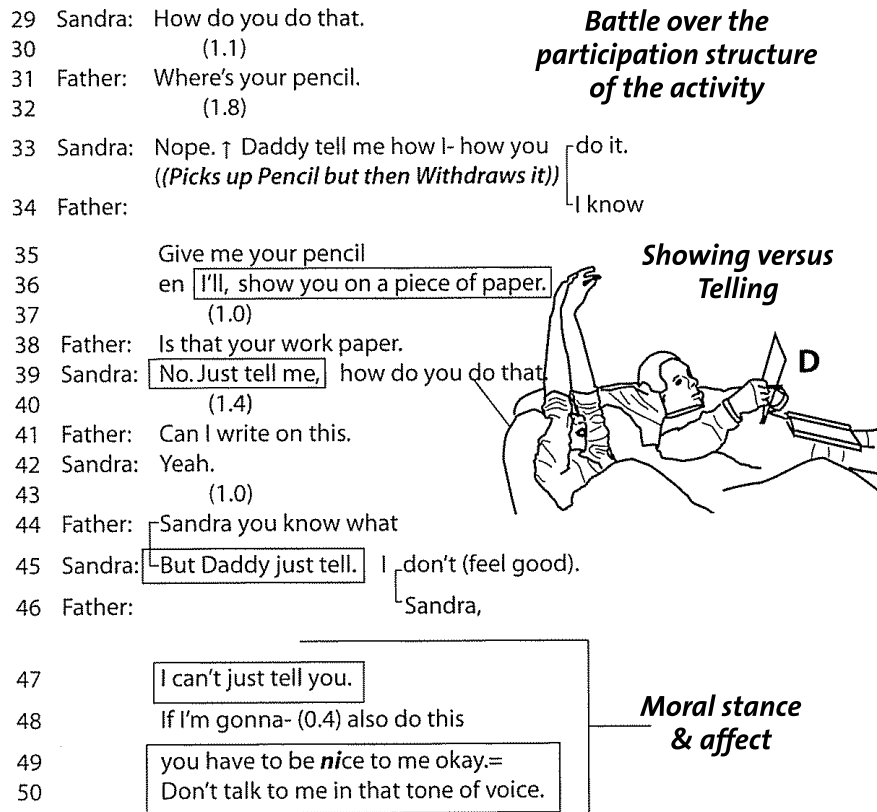 29 Sandra: How do you do that.
Battle over the
participation structure
of the activity
30 (1.1)
31 Father: Where's your pencil.
32 (1.8)
33 Sandra: Nope. ↑ Daddy tell me how I- how you do it.
((Picks up Pencil but then Withdraws it))
34 Father: I know
35 Give me your pencil
36 en I'll, show you on a piece of paper.
Showing versus
Telling
37 (1.0)
38 Father: Is that your work paper.
39 Sandra: No. Just tell me, how do you do that.
D
40 (1.4)
41 Father: Can I write on this.
42 Sandra: Yeah.
43 (1.0)
44 Father: Sandra you know what
45 Sandra: But Daddy just tell. I don't (feel good).
46 Father: Sandra,
47 I can't just tell you.
48 If I'm gonna- (0.4) also do this
Moral stance
& affect
49 you have to be nice to me okay.=
50 Don't talk to me in that tone of voice.